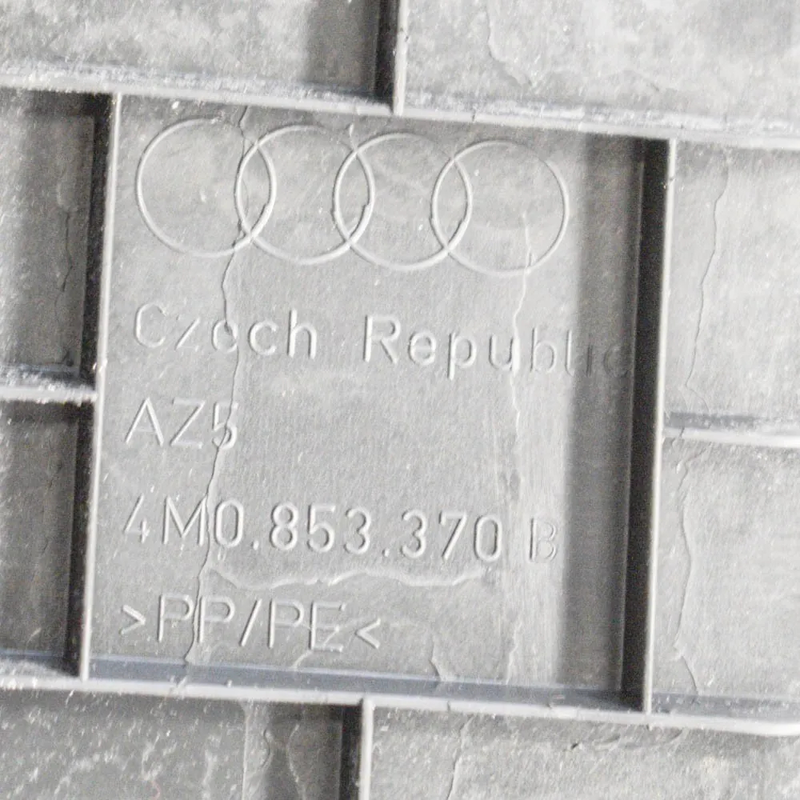 Czech Republic
AZ5
4M0.853.370 B
>PP/PE<